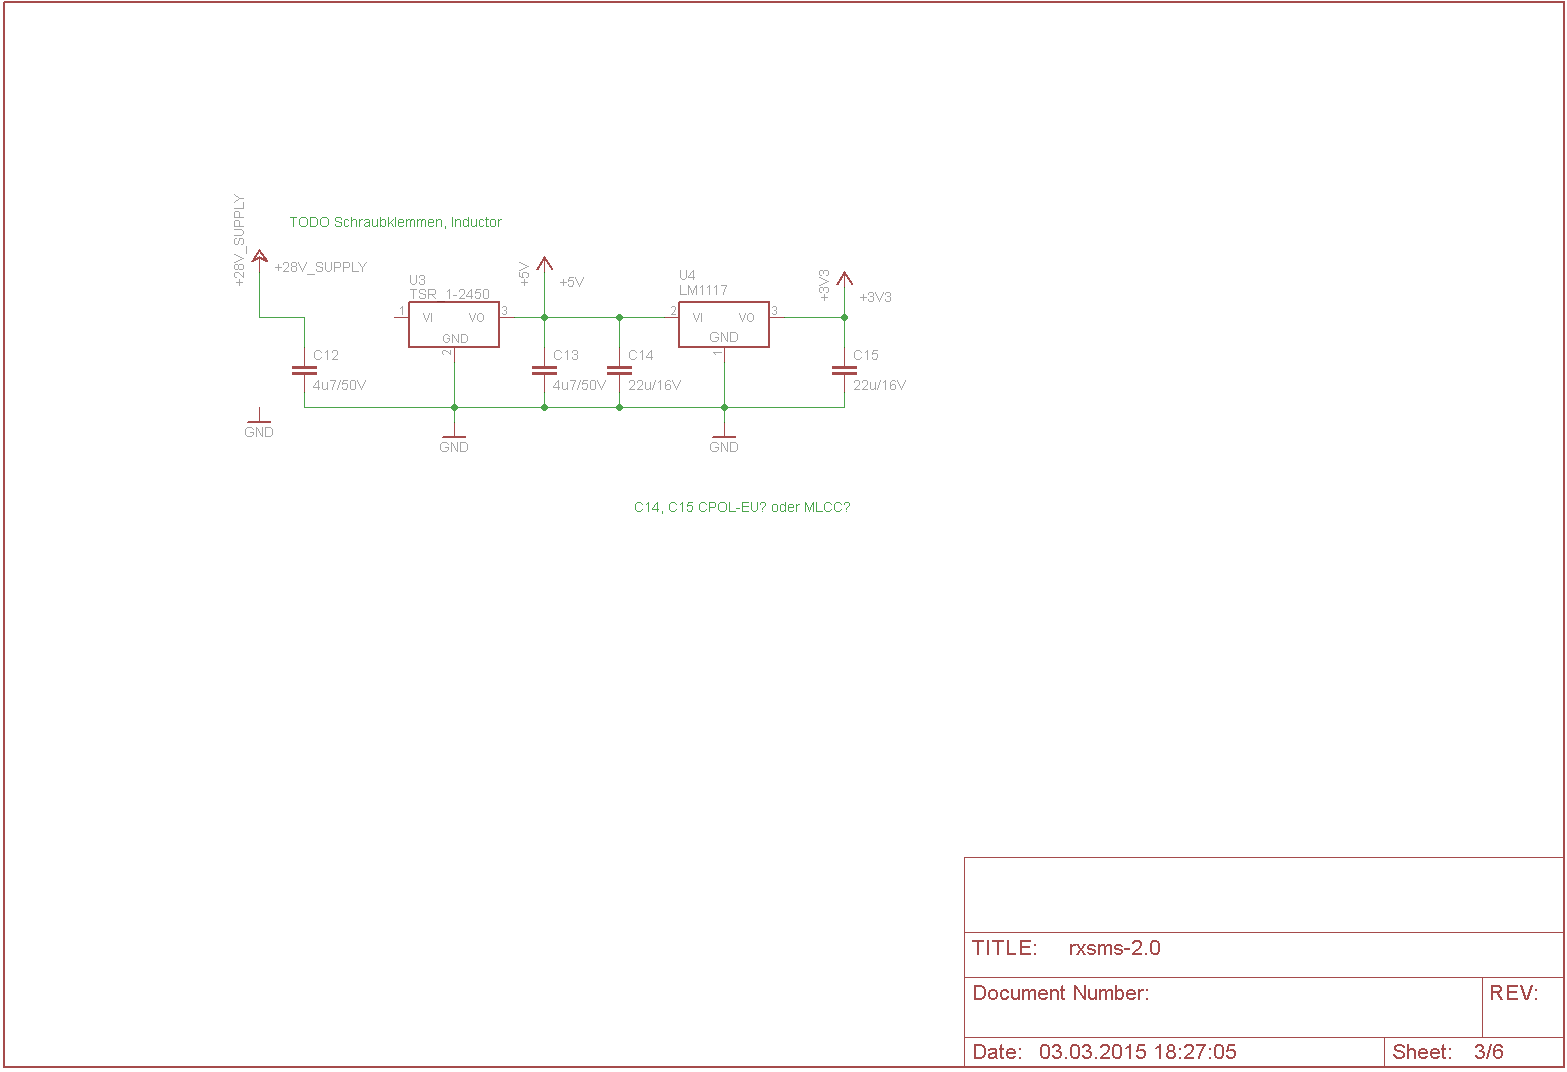 +28V_SUPPLY
TODO Schraubklemmen, Inductor
+28V_SUPPLY
U3
TSR_1-2450
1
VI
VO
3
GND
2
+5V
+5V
U4
LM1117
2
VI
VO
3
GND
1
+3V3
+3V3
C12
4u7/50V
C13
4u7/50V
C14
22u/16V
C15
22u/16V
GND
GND
GND
C14, C15 CPOL-EU? oder MLCC?
TITLE: rxsms-2.0
Document Number:
REV:
Date: 03.03.2015 18:27:05
Sheet: 3/6